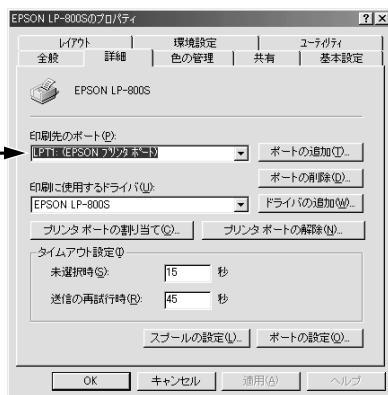 EPSON LP-800Sのプロパティ
レイアウト 環境設定 ユーティリティ
全般 詳細 色の管理 共有 基本設定
EPSON LP-800S
印刷先のポート(P):
LPT1: (EPSON プリンタ ポート) ポートの追加(T)...
ポートの削除(D)...
印刷に使用するドライバ(U):
EPSON LP-800S ドライバの追加(W)...
プリンタ ポートの割り当て(C)... プリンタ ポートの解除(N)...
タイムアウト設定(I)
未選択時(S): 15 秒
送信の再試行時(R): 45 秒
スプールの設定(L)... ポートの設定(O)...
OK キャンセル 適用(A) ヘルプ